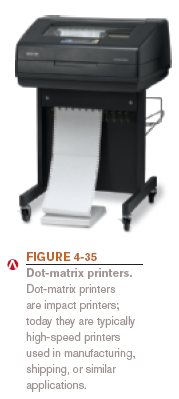 FIGURE 4-35
Dot-matrix printers.
Dot-matrix printers
are impact printers;
today they are typically
high-speed printers
used in manufacturing,
shipping, or similar
applications.